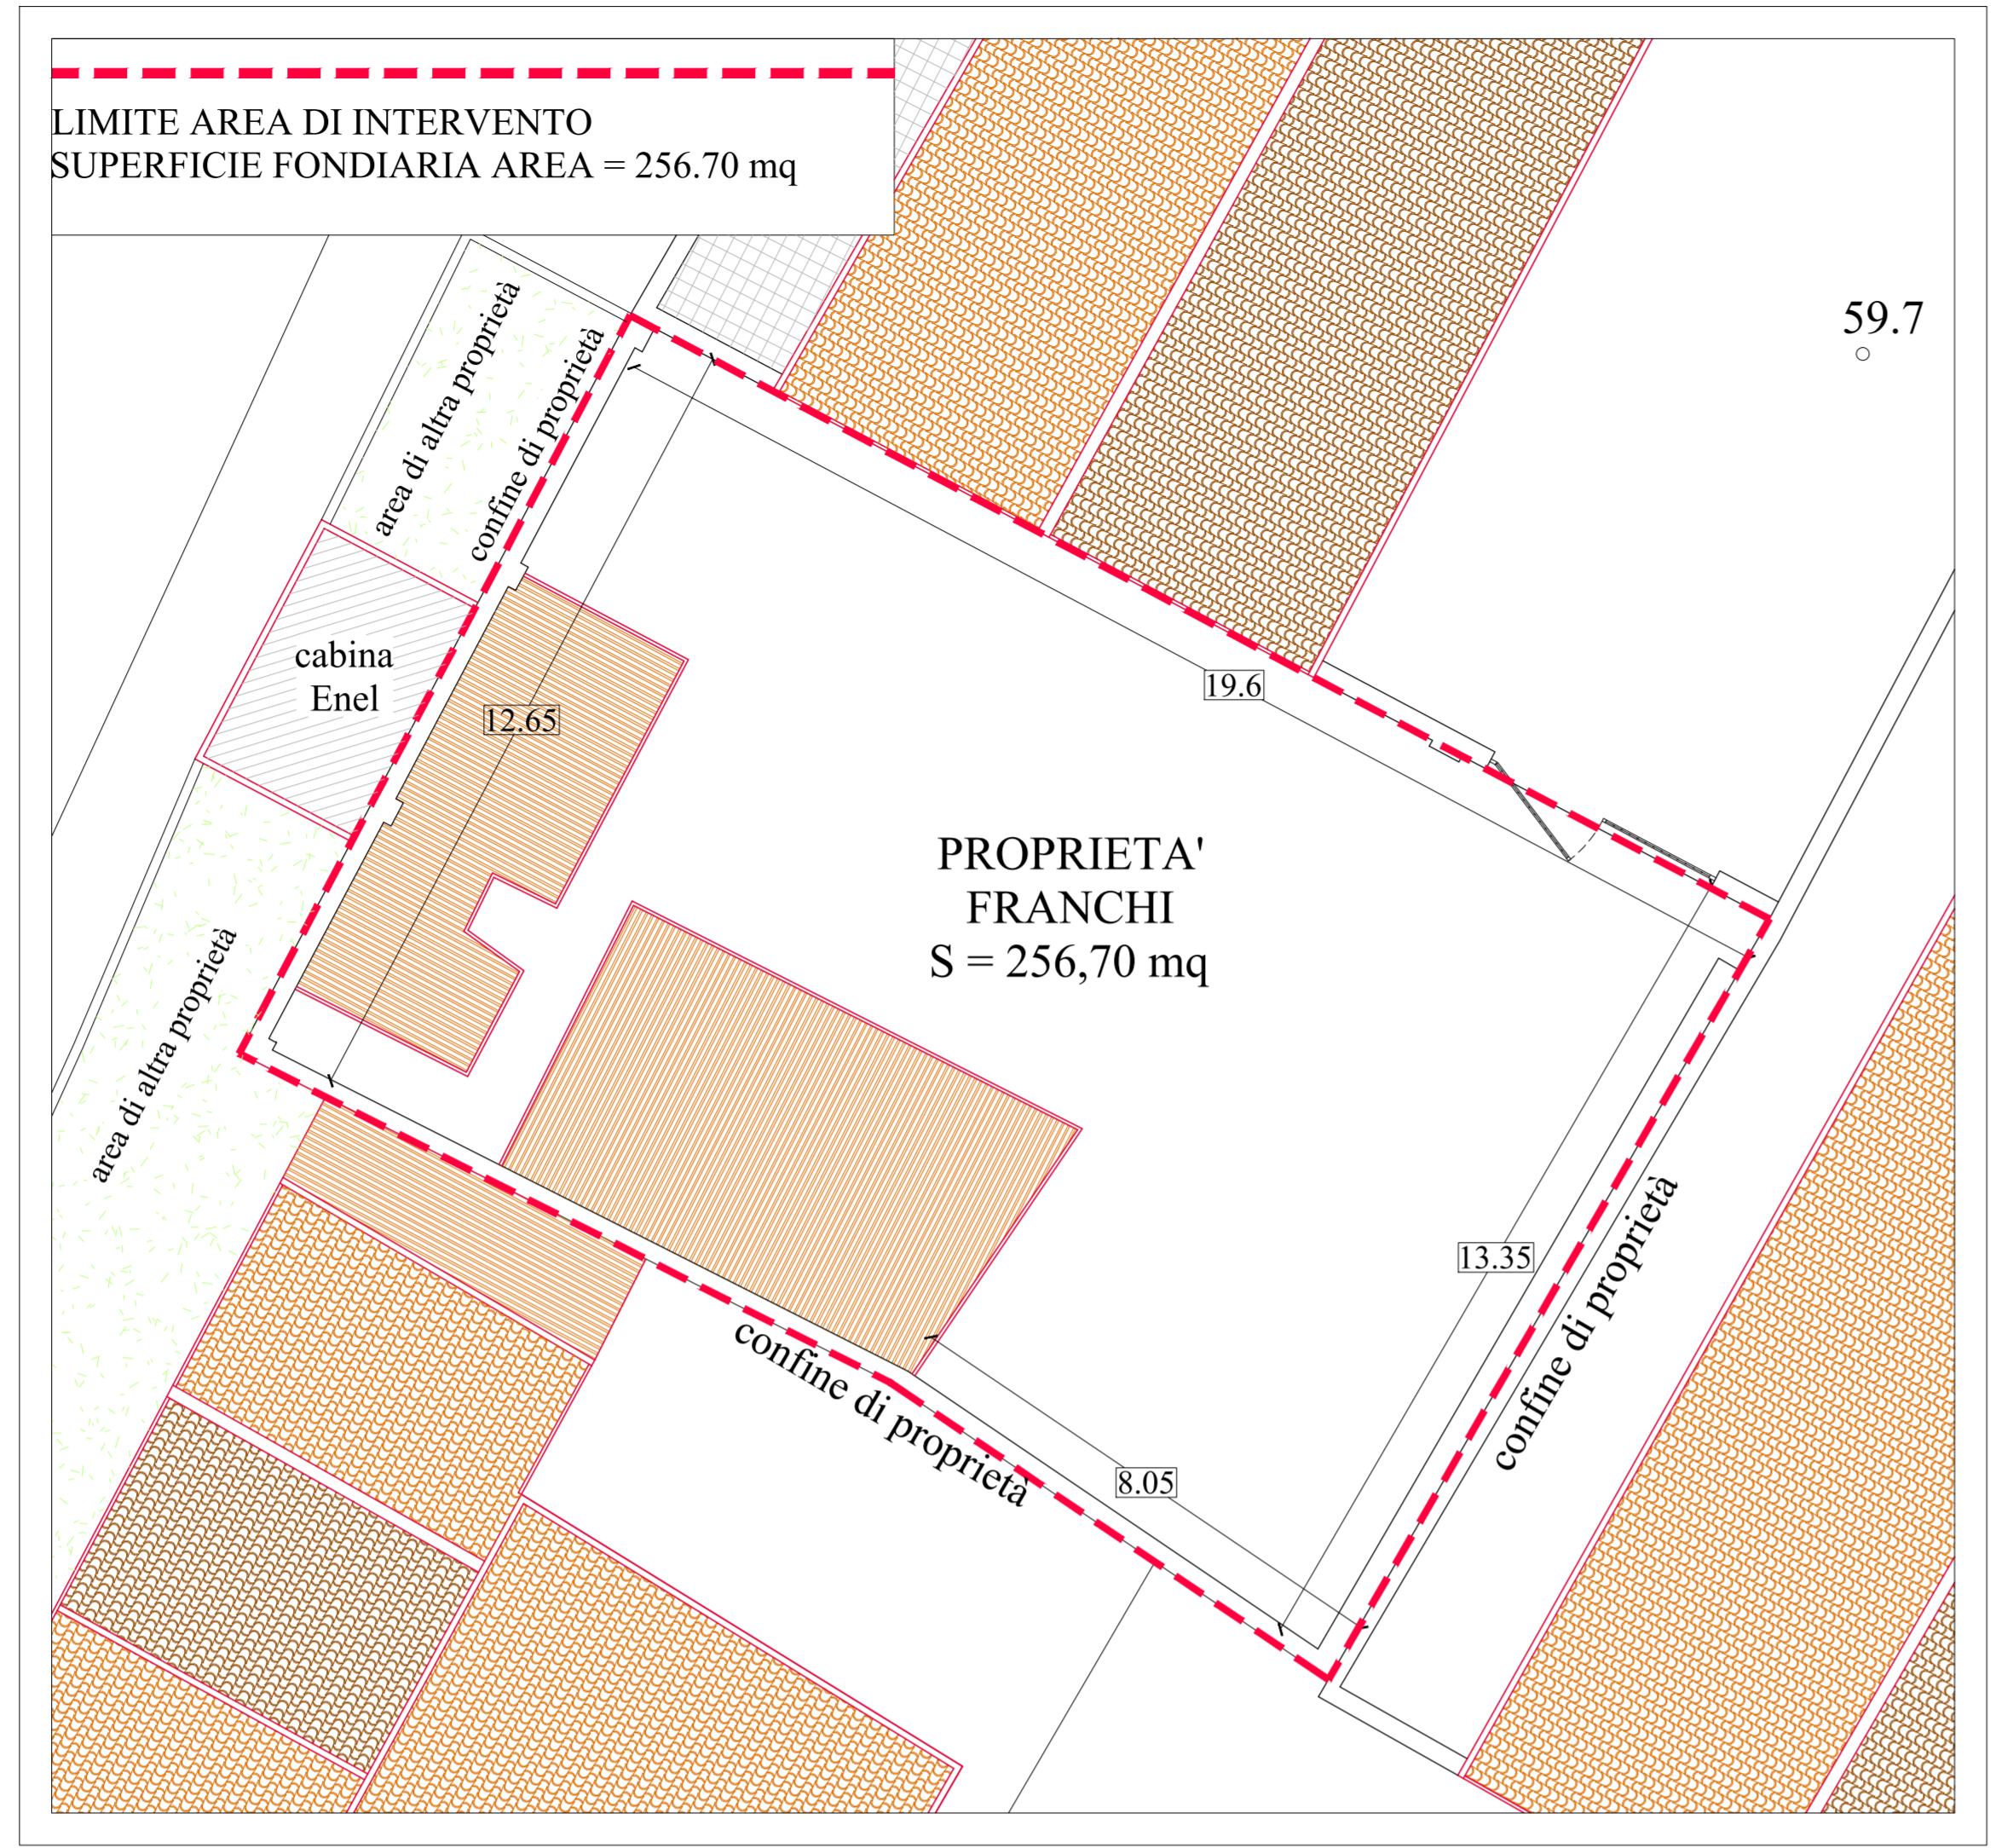 LIMITE AREA DI INTERVENTO
SUPERFICIE FONDIARIA AREA = 256.70 mq
59.7
area di altra proprietà
confine di proprietà
cabina
Enel
12.65
19.6
PROPRIETA'
FRANCHI
S = 256,70 mq
area di altra proprietà
13.35
confine di proprietà
confine di proprietà
8.05